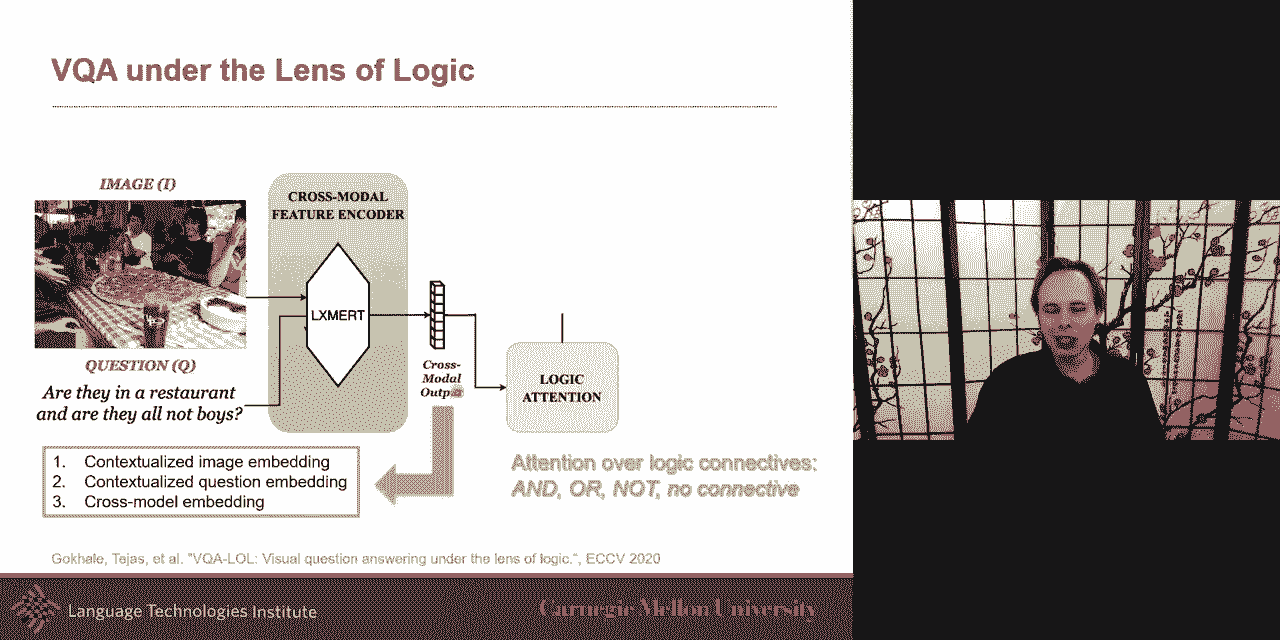 VQA under the Lens of Logic
IMAGE (I)
CROSS-MODAL
FEATURE ENCODER
LXMERT
QUESTION (Q)
Are they in a restaurant
and are they all not boys?
Cross-
Modal
Output
LOGIC
ATTENTION
1. Contextualized image embedding
2. Contextualized question embedding
3. Cross-model embedding
Attention over logic connectives:
AND, OR, NOT, no connective
Gokhale, Tejas, et al. "VQA-LOL: Visual question answering under the lens of logic.", ECCV 2020
Language Technologies Institute
Carnegie Mellon University